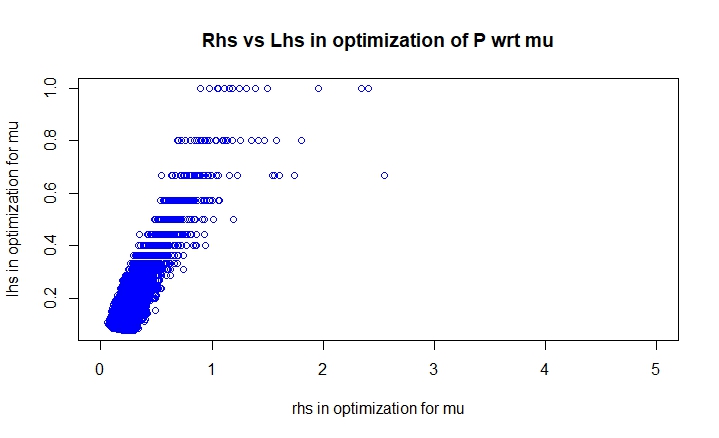 Rhs vs Lhs in optimization of P wrt mu
lhs in optimization for mu
1.0
0.8
0.6
0.4
0.2
0 1 2 3 4 5
rhs in optimization for mu